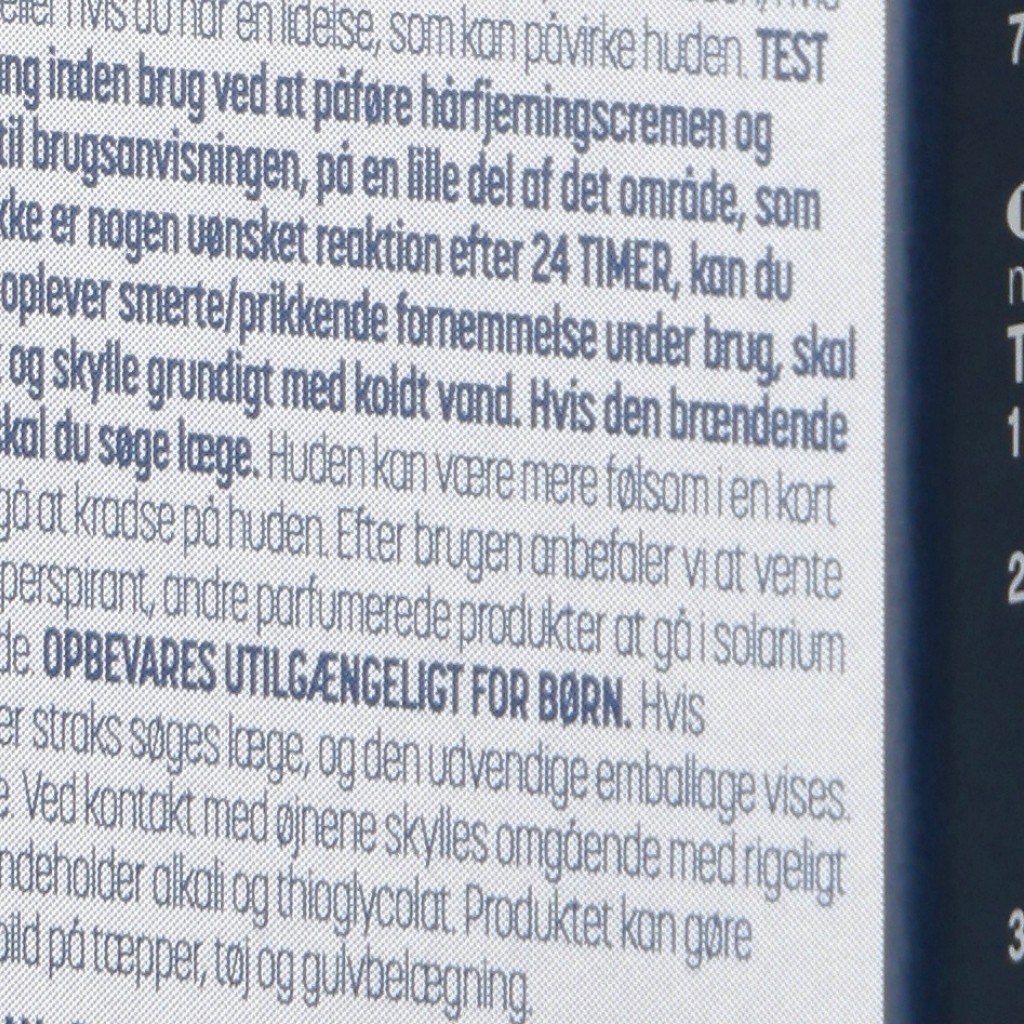 eller hvis du har en lidelse, som kan påvirke huden. TEST
inden brug ved at påføre hårfjerningscremen og
til brugsanvisningen, på en lille del af det område, som
er nogen uønsket reaktion efter 24 TIMER, kan du
oplever smerte/prikkende fornemmelse under brug, skal
og skylle grundigt med koldt vand. Hvis den brændende
skal du søge læge. Huden kan være mere følsom i en kort
at kradse på huden. Efter brugen anbefaler vi at vente
perspirant, andre parfumerede produkter at gå i solarium
de. OPBEVARES UTILGÆNGELIGT FOR BØRN. Hvis
er straks søges læge, og den udvendige emballage vises.
Ved kontakt med øjnene skylles omgående med rigeligt
ndeholder alkali og thioglycolat. Produktet kan gøre
på tæpper, tøj og gulvbelægning.
7
T
1
2
3